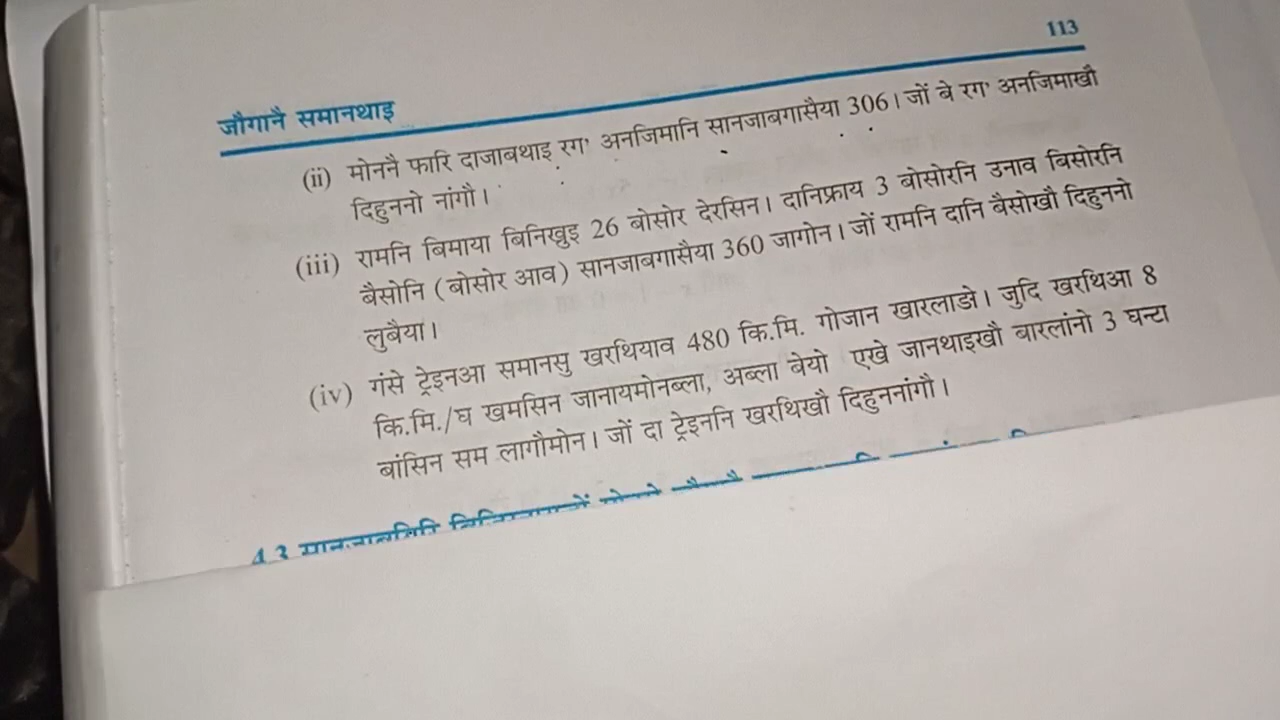 113
जौगानै समानथाइ
(ii) मोननै फारि दाजाबथाइ रग' अनजिमानि सानजाबगासैया 306। जों बे रग' अनजिमाखौ
दिहुननो नांगौ।
(iii) रामनि बिमाया बिनिखुइ 26 बोसोर देरसिन। दानिफ्राय 3 बोसोरनि उनाव बिसोरनि
बैसोनि (बोसोर आव) सानजाबगासैया 360 जागोन। जों रामनि दानि बैसोखौ दिहुननो
लुबैया।
(iv) गंसे ट्रेइनआ समानसु खरथियाव 480 कि.मि. गोजान खारलाङो। जुदि खरथिआ 8
कि.मि./घ खमसिन जानायमोनब्ला, अब्ला बेयो एखे जानथाइखौ बारलांनो 3 घन्टा
बांसिन सम लागौमोन। जों दा ट्रेइननि खरथिखौ दिहुननांगौ।